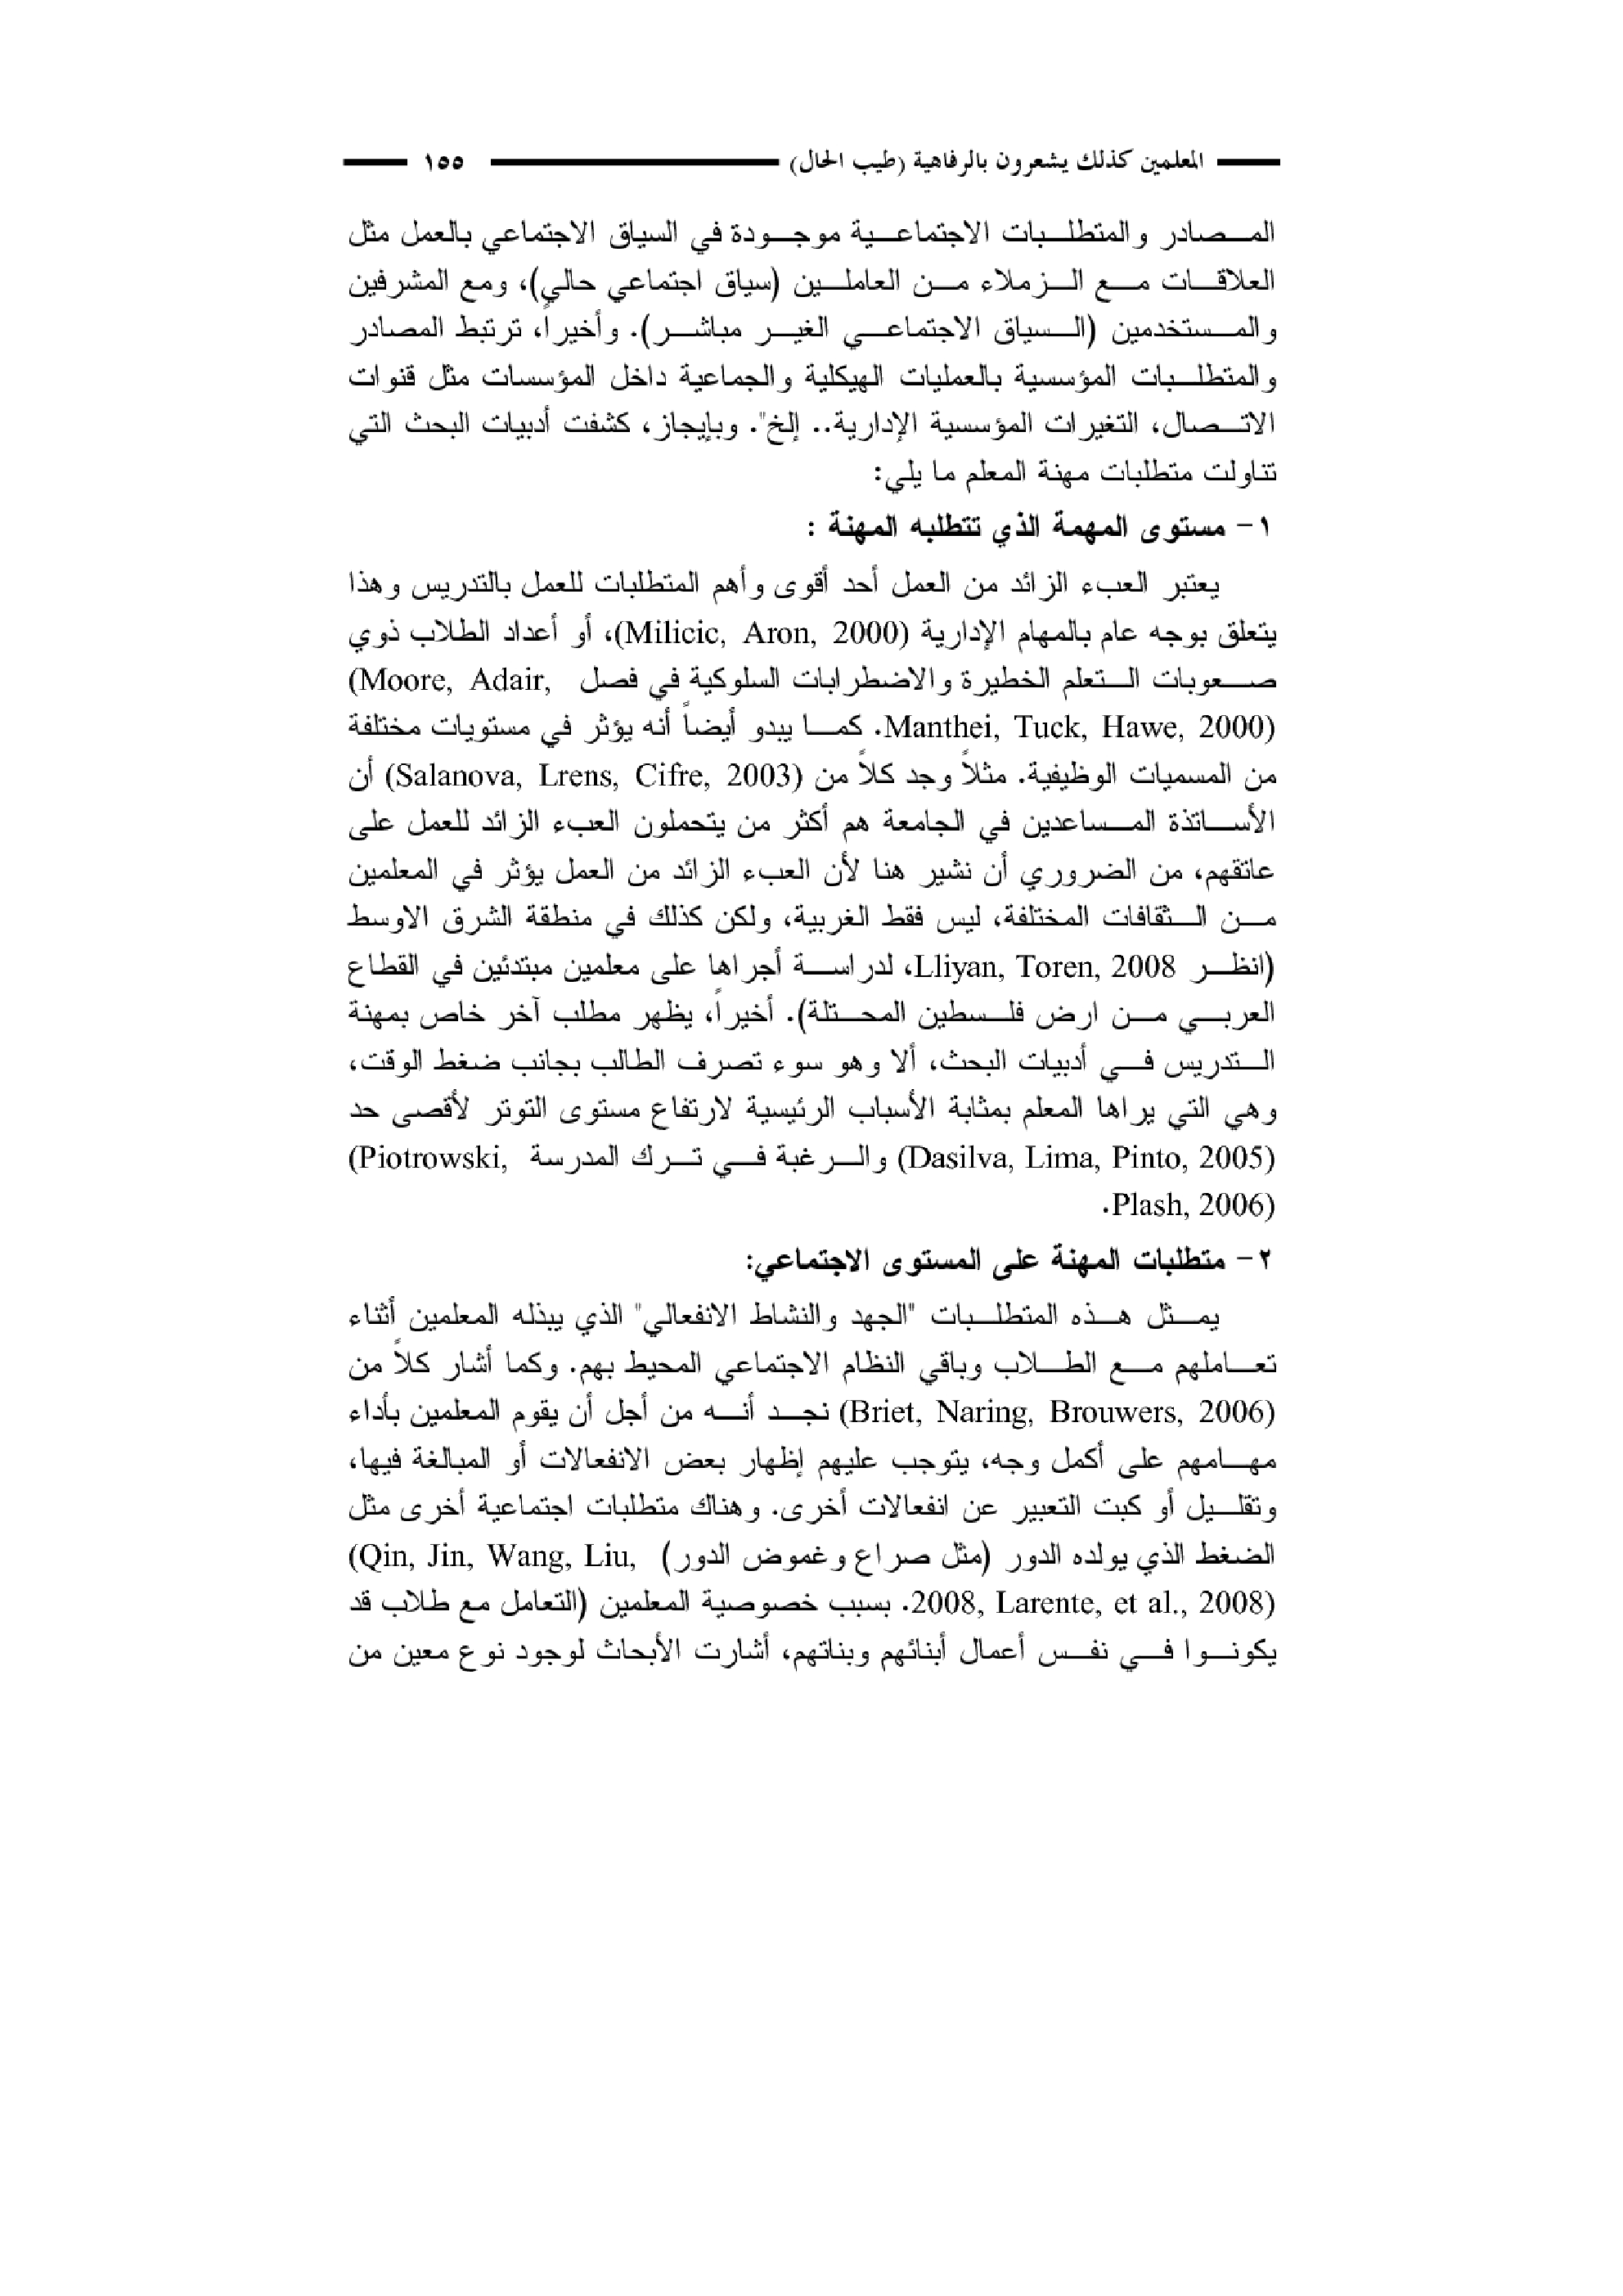 المعلمين كذلك يشعرون بالرفاهية (طيب الحال) ١٥٥
المصادر والمتطلبات الاجتماعية موجودة في السياق الاجتماعي بالعمل مثل
العلاقات مع الزملاء من العاملين (سياق اجتماعي حالي)، ومع المشرفين
والمستخدمين (السياق الاجتماعي الغير مباشر). وأخيراً، ترتبط المصادر
والمتطلبات المؤسسية بالعمليات الهيكلية والجماعية داخل المؤسسات مثل قنوات
الاتصال، التغيرات المؤسسية الإدارية.. إلخ". وبإيجاز، كشفت أدبيات البحث التي
تناولت متطلبات مهنة المعلم ما يلي:
١- مستوى المهمة الذي تتطلبه المهنة :
يعتبر العبء الزائد من العمل أحد أقوى وأهم المتطلبات للعمل بالتدريس وهذا
يتعلق بوجه عام بالمهام الإدارية (Milicic, Aron, 2000)، أو أعداد الطلاب ذوي
صعوبات التعلم الخطيرة والاضطرابات السلوكية في فصل (Moore, Adair,
Manthei, Tuck, Hawe, 2000). كما يبدو أيضاً أنه يؤثر في مستويات مختلفة
من المسميات الوظيفية. مثلاً وجد كلاً من (Salanova, Lrens, Cifre, 2003) أن
الأساتذة المساعدين في الجامعة هم أكثر من يتحملون العبء الزائد للعمل على
عاتقهم، من الضروري أن نشير هنا لأن العبء الزائد من العمل يؤثر في المعلمين
من الثقافات المختلفة، ليس فقط الغربية، ولكن كذلك في منطقة الشرق الاوسط
(انظر Lliyan, Toren, 2008، لدراسة أجراها على معلمين مبتدئين في القطاع
العربي من ارض فلسطين المحتلة). أخيراً، يظهر مطلب آخر خاص بمهنة
التدريس في أدبيات البحث، ألا وهو سوء تصرف الطالب بجانب ضغط الوقت،
وهي التي يراها المعلم بمثابة الأسباب الرئيسية لارتفاع مستوى التوتر لأقصى حد
(Dasilva, Lima, Pinto, 2005) والرغبة في ترك المدرسة (Piotrowski,
Plash, 2006).
٢- متطلبات المهنة على المستوى الاجتماعي:
يمثل هذه المتطلبات "الجهد والنشاط الانفعالي" الذي يبذله المعلمين أثناء
تعاملهم مع الطلاب وباقي النظام الاجتماعي المحيط بهم. وكما أشار كلاً من
(Briet, Naring, Brouwers, 2006) نجد أنه من أجل أن يقوم المعلمين بأداء
مهامهم على أكمل وجه، يتوجب عليهم إظهار بعض الانفعالات أو المبالغة فيها،
وتقليل أو كبت التعبير عن انفعالات أخرى. وهناك متطلبات اجتماعية أخرى مثل
الضغط الذي يولده الدور (مثل صراع وغموض الدور) (Qin, Jin, Wang, Liu,
2008, Larente, et al., 2008). بسبب خصوصية المعلمين (التعامل مع طلاب قد
يكونوا في نفس أعمال أبنائهم وبناتهم، أشارت الأبحاث لوجود نوع معين من